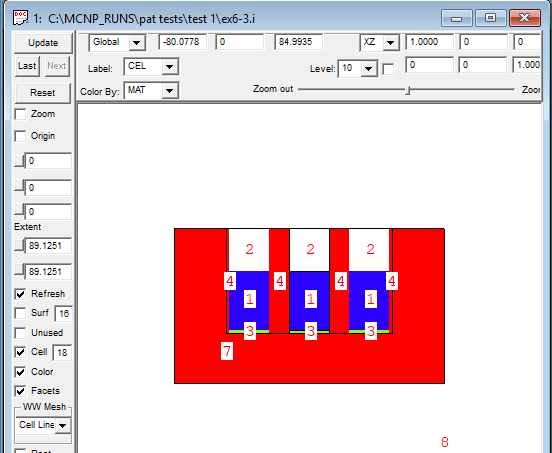 DOC 1: C:\MCNP_RUNS\pat tests\test 1\ex6-3.i
Update Global -80.0778 0 84.9935 XZ 1.0000 0 0
Last Next Label: CEL Level: 10 0 0 1.000
Reset Color By: MAT Zoom out Zoo
Zoom
Origin
0
0
0
Extent
89.1251
89.1251
Refresh
Surf 16
Unused
Cell 18
Color
Facets
WW Mesh
Cell Line
2 2 2
4 4 4 4
1 1 1
3 3 3
7
8